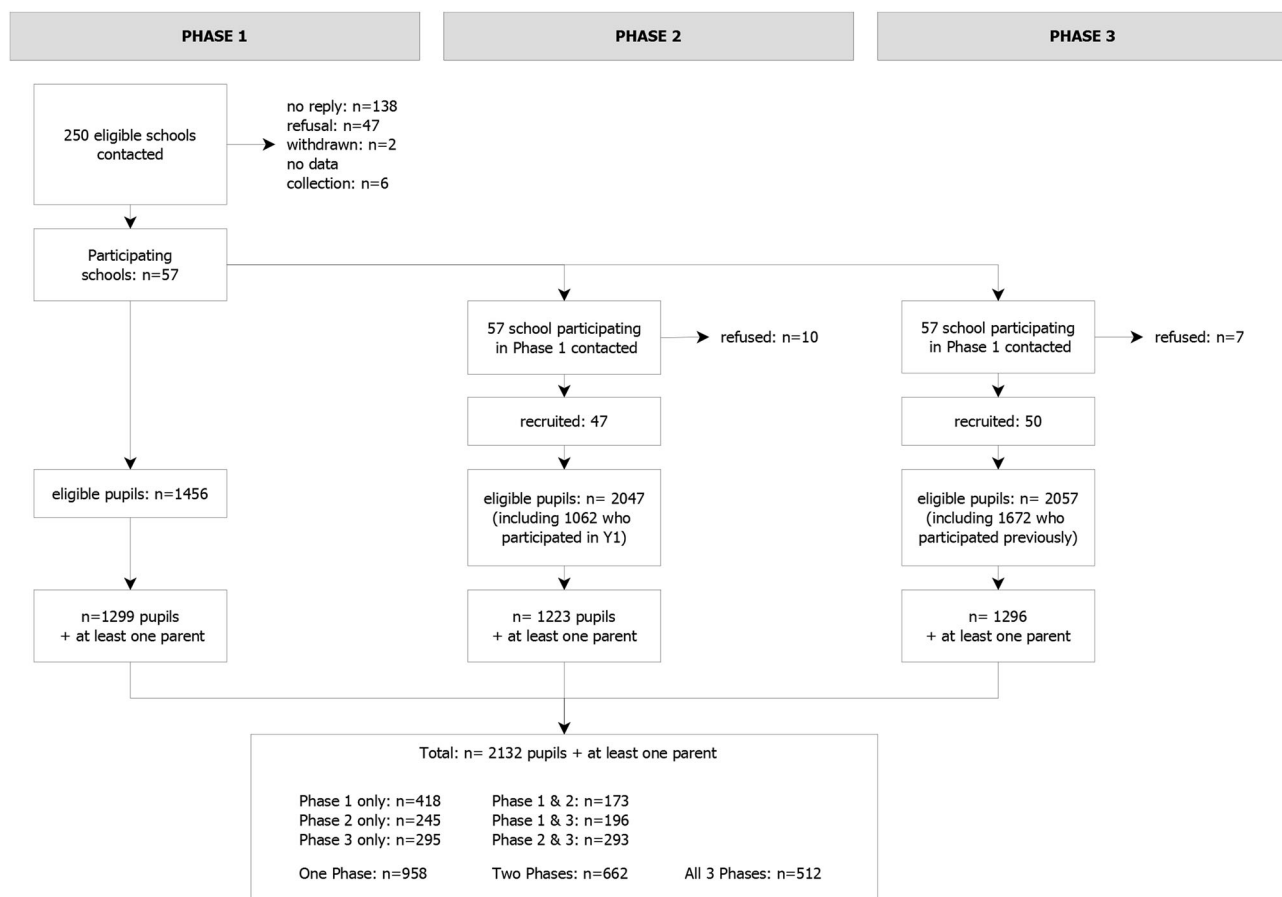 PHASE 1
PHASE 2
PHASE 3
250 eligible schools
contacted
no reply: n=138
refusal: n=47
withdrawn: n=2
no data
collection: n=6
Participating
schools: n=57
57 school participating
in Phase 1 contacted
refused: n=10
57 school participating
in Phase 1 contacted
refused: n=7
recruited: 47
recruited: 50
eligible pupils: n=1456
eligible pupils: n= 2047
(including 1062 who
participated in Y1)
eligible pupils: n= 2057
(including 1672 who
participated previously)
n=1299 pupils
+ at least one parent
n= 1223 pupils
+ at least one parent
n= 1296
+ at least one parent
Total: n= 2132 pupils + at least one parent
Phase 1 only: n=418
Phase 2 only: n=245
Phase 3 only: n=295
Phase 1 & 2: n=173
Phase 1 & 3: n=196
Phase 2 & 3: n=293
One Phase: n=958
Two Phases: n=662
All 3 Phases: n=512